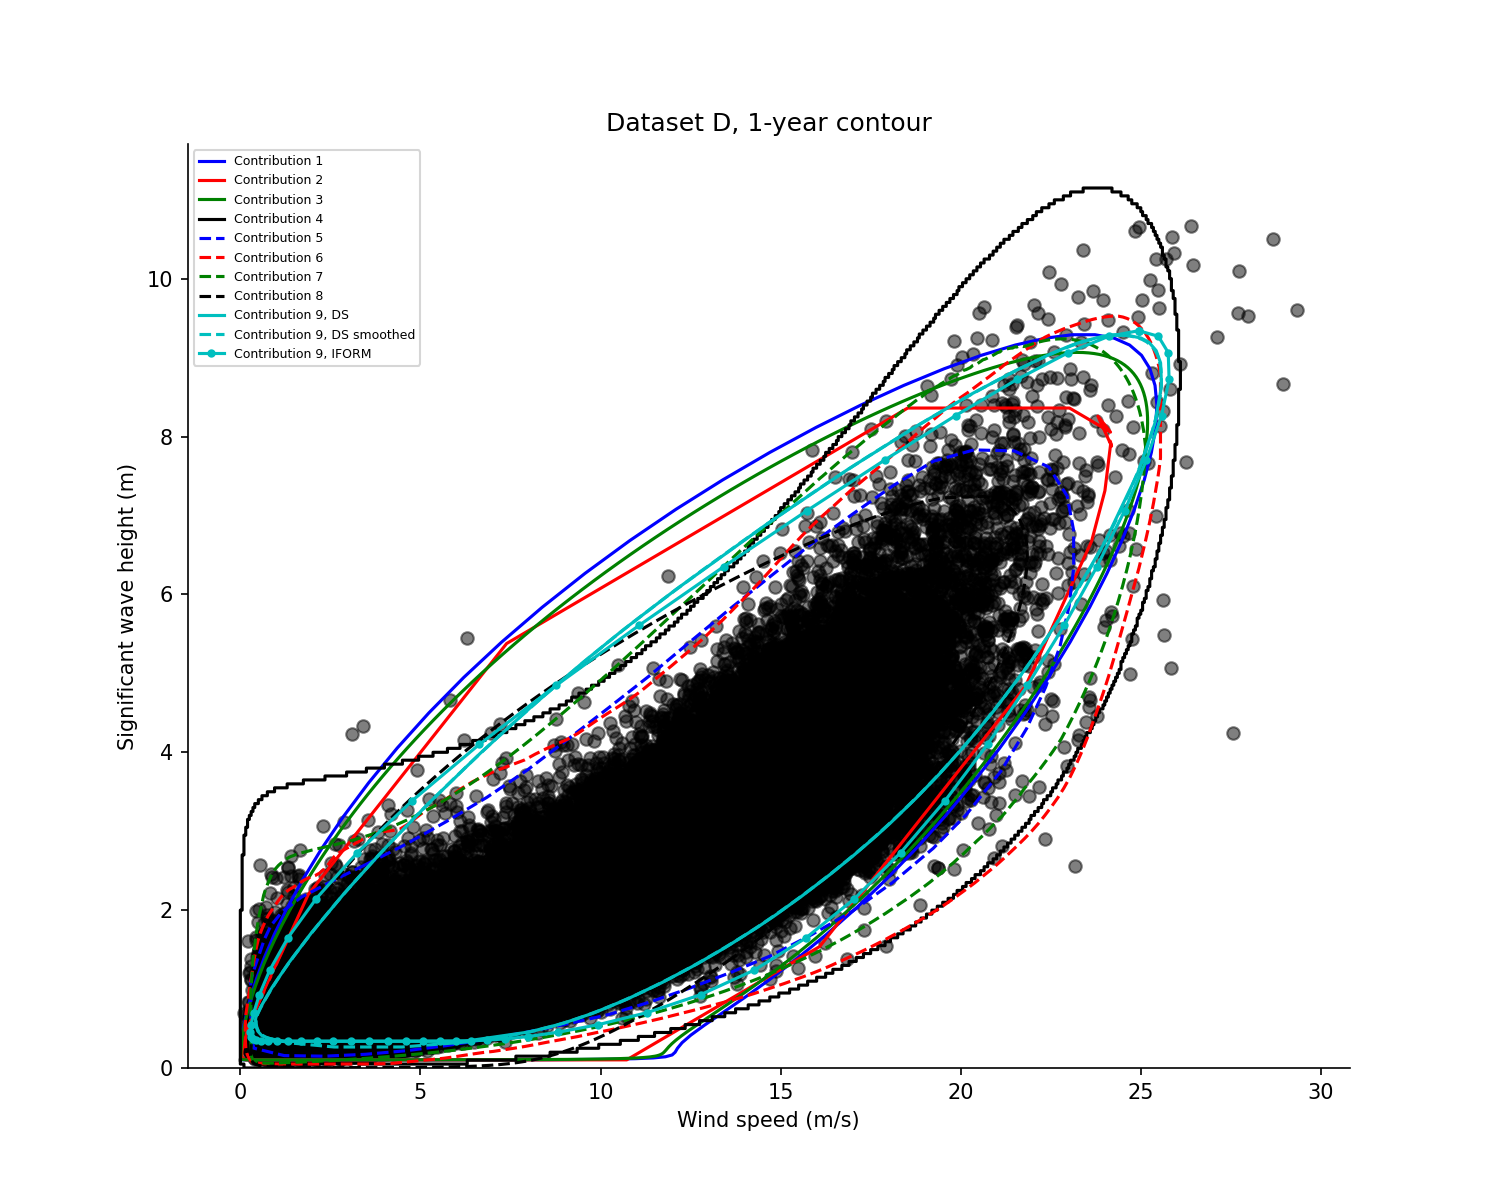 Dataset D, 1-year contour
Contribution 1
Contribution 2
Contribution 3
Contribution 4
Contribution 5
Contribution 6
Contribution 7
Contribution 8
Contribution 9, DS
Contribution 9, DS smoothed
Contribution 9, IFORM
Significant wave height (m)
10
8
6
4
2
0
0 5 10 15 20 25 30
Wind speed (m/s)